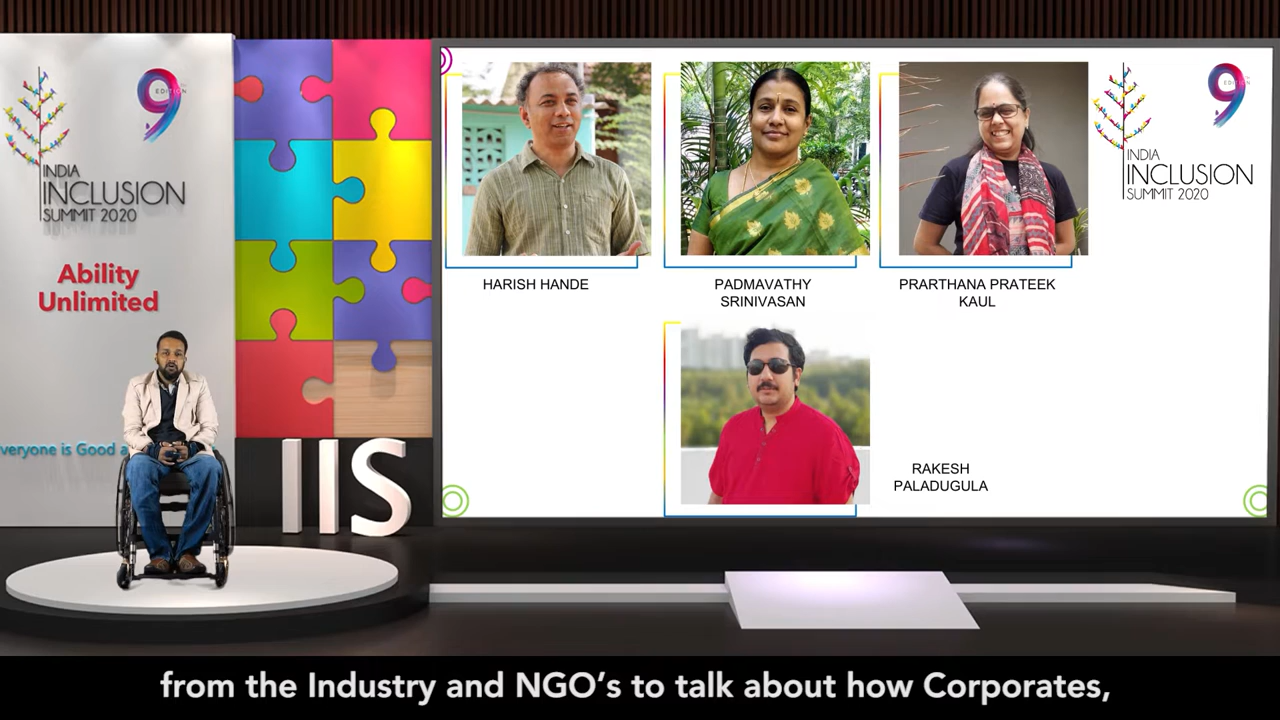 9
EDITION
INDIA
INCLUSION
SUMMIT 2020
Ability
Unlimited
everyone is Good a
IIS
HARISH HANDE
PADMAVATHY
SRINIVASAN
PRARTHANA PRATEEK
KAUL
RAKESH
PALADUGULA
9
EDITION
INDIA
INCLUSION
SUMMIT 2020
from the Industry and NGO’s to talk about how Corporates,